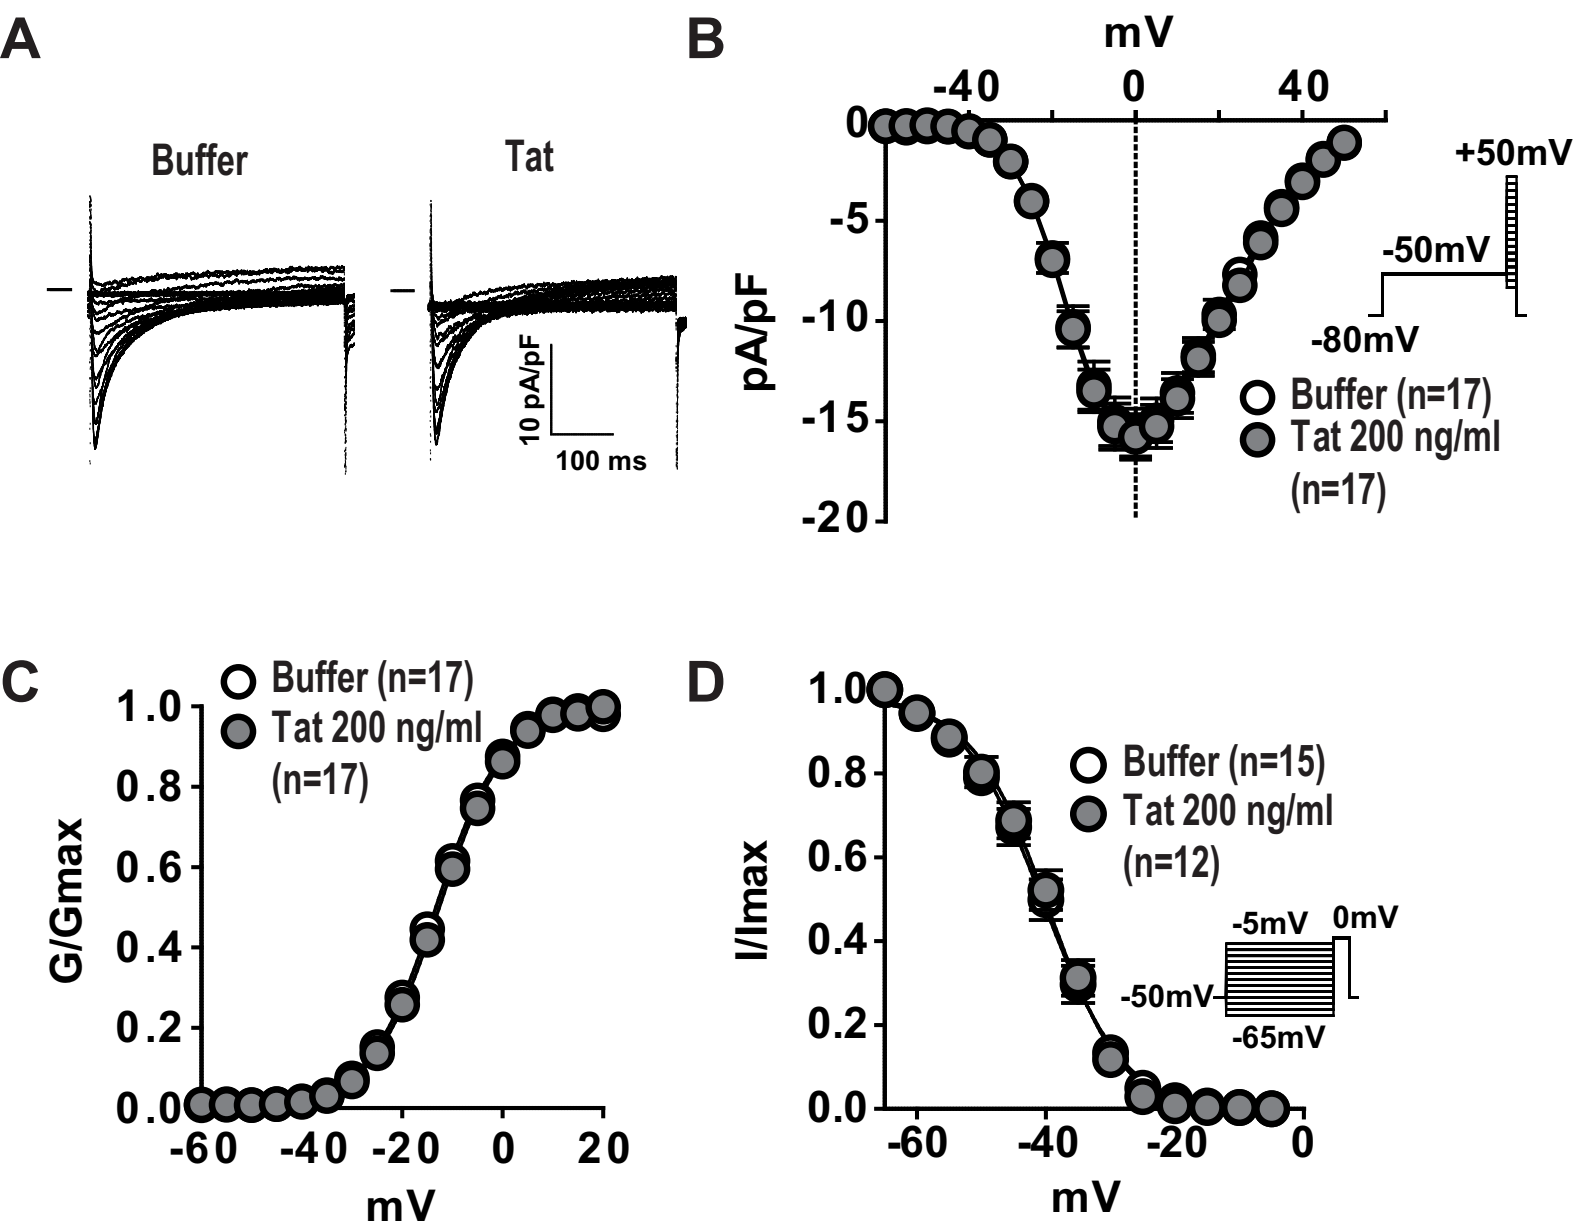 A
Buffer
Tat
10 pA/pF
100 ms
B
mV
-40 0 40
0
-5
-10
-15
-20
pA/pF
+50mV
-50mV
-80mV
Buffer (n=17)
Tat 200 ng/ml
(n=17)
C
Buffer (n=17)
Tat 200 ng/ml
(n=17)
1.0
0.8
0.6
0.4
0.2
0.0
G/Gmax
-60 -40 -20 0 20
mV
D
1.0
0.8
0.6
0.4
0.2
0.0
I/Imax
Buffer (n=15)
Tat 200 ng/ml
(n=12)
-5mV 0mV
-50mV
-65mV
-60 -40 -20 0
mV